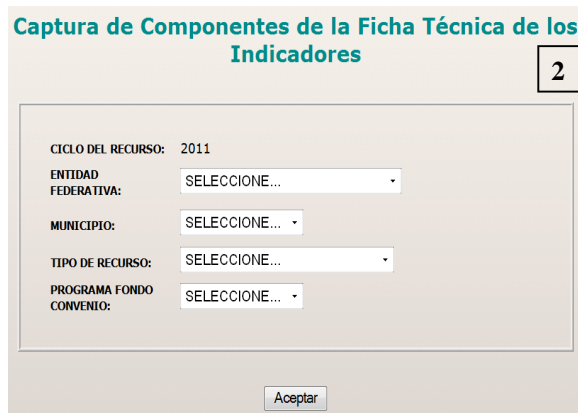 Captura de Componentes de la Ficha Técnica de los
Indicadores
2
CICLO DEL RECURSO: 2011
ENTIDAD
FEDERATIVA: SELECCIONE...
MUNICIPIO: SELECCIONE...
TIPO DE RECURSO: SELECCIONE...
PROGRAMA FONDO
CONVENIO: SELECCIONE...
Aceptar